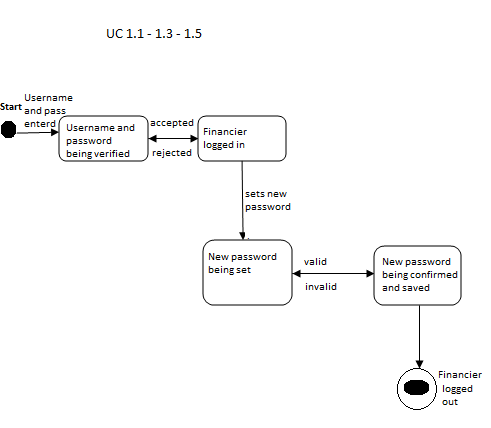 UC 1.1 - 1.3 - 1.5
Start
Username
and pass
enterd
Username and
password
being verified
accepted
rejected
Financier
logged in
sets new
password
New password
being set
valid
invalid
New password
being confirmed
and saved
Financier
logged
out